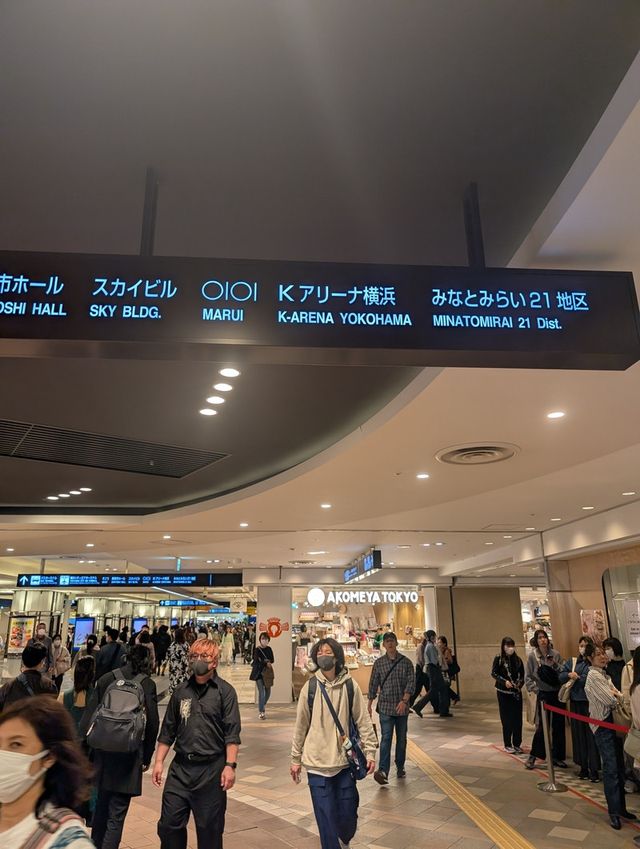 市ホール スカイビル OIOI Kアリーナ横浜 みなとみらい21地区
OSHI HALL SKY BLDG. MARUI K-ARENA YOKOHAMA MINATOMIRAI 21 Dist.
AKOMEYA TOKYO